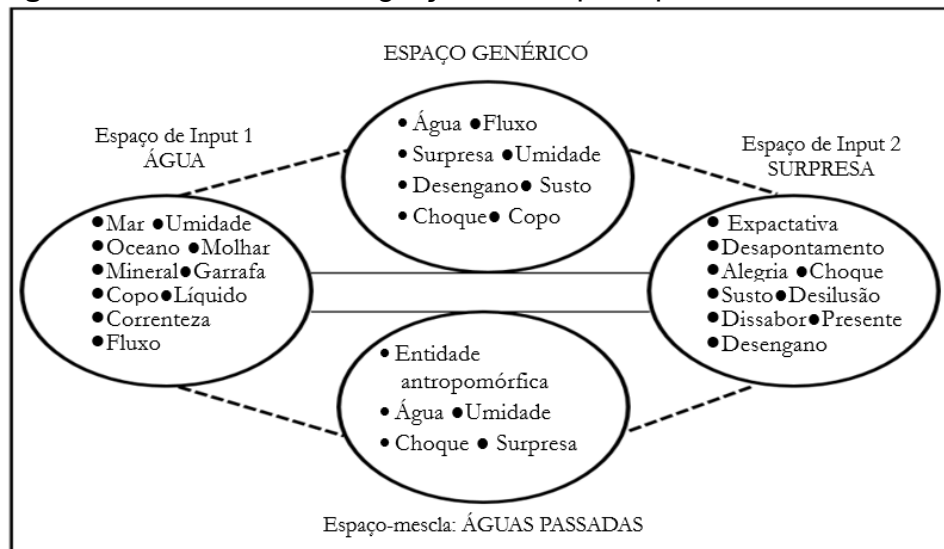 ESPAÇO GENÉRICO
● Água ●Fluxo
● Surpresa ●Umidade
● Desengano● Susto
● Choque● Copo
Espaço de Input 1
ÁGUA
●Mar ●Umidade
●Oceano ●Molhar
●Mineral●Garrafa
●Copo●Líquido
●Correnteza
●Fluxo
Espaço de Input 2
SURPRESA
● Expactativa
●Desapontamento
●Alegria ●Choque
●Susto●Desilusão
●Dissabor●Presente
●Desengano
● Entidade
antropomórfica
● Água ●Umidade
● Choque ● Surpresa
Espaço-mescla: ÁGUAS PASSADAS